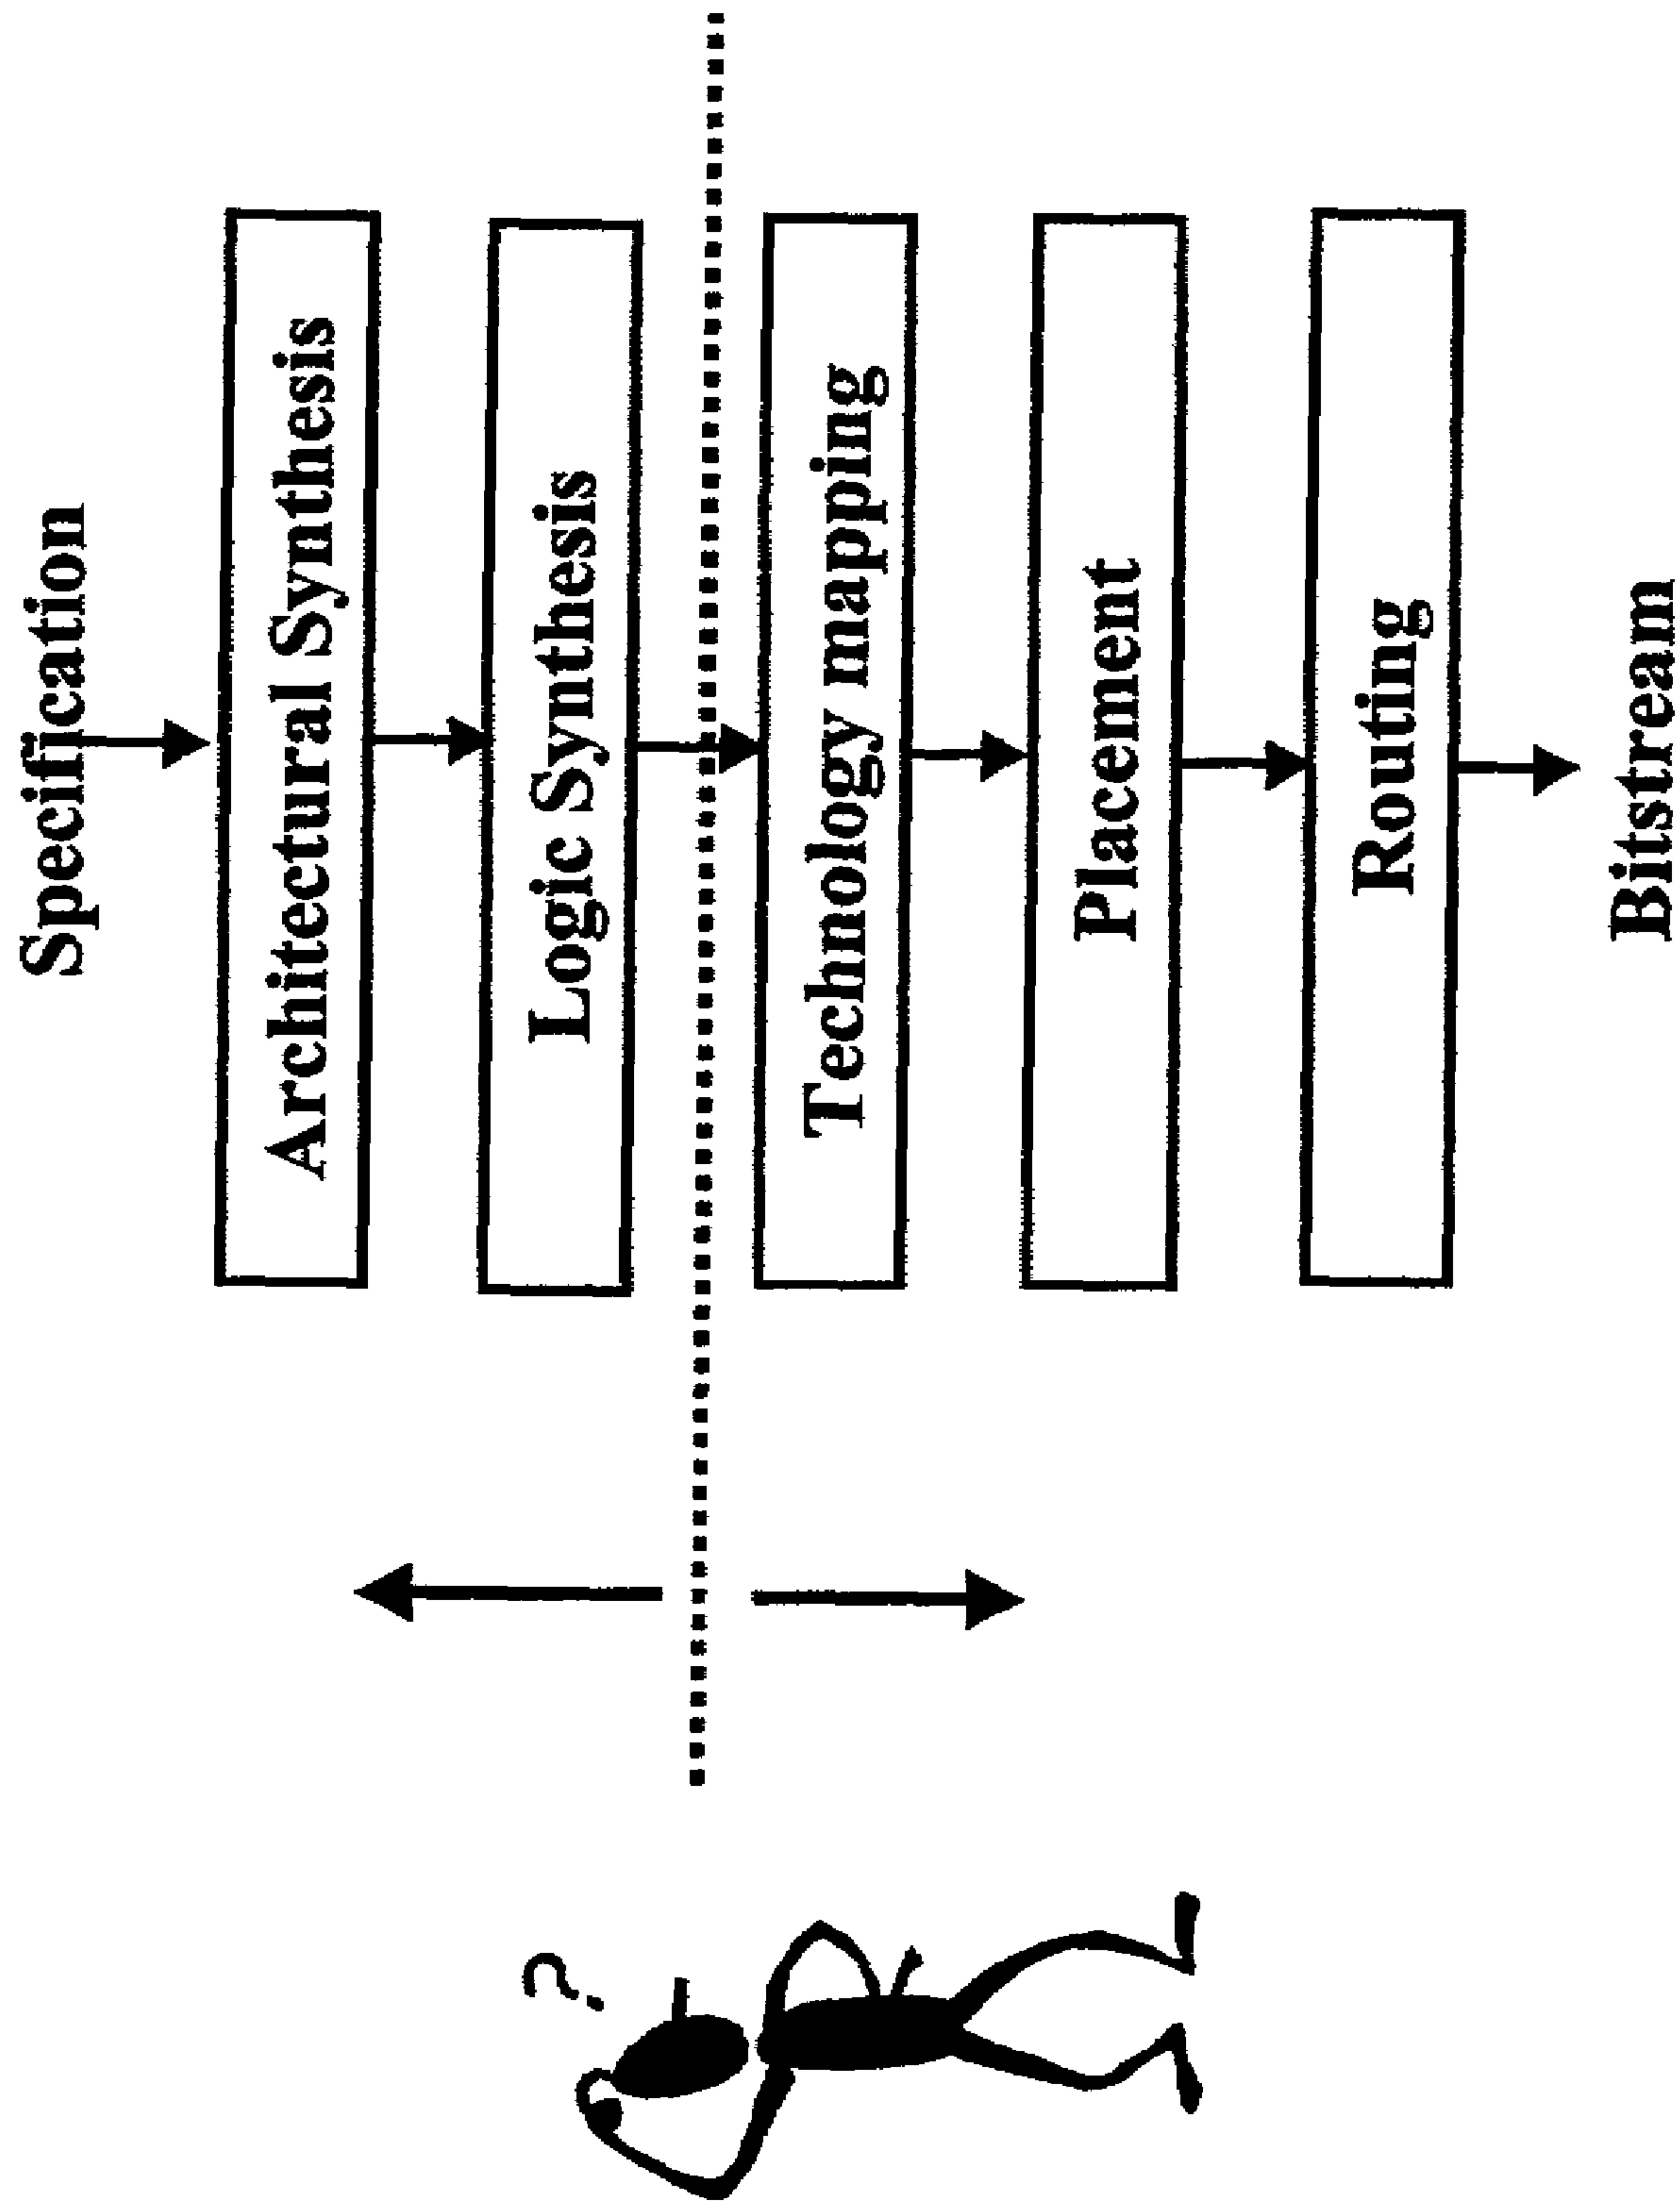 Specification
Architectural Synthesis
Logic Synthesis
Technology mapping
Placement
Routing
Bitstream
?